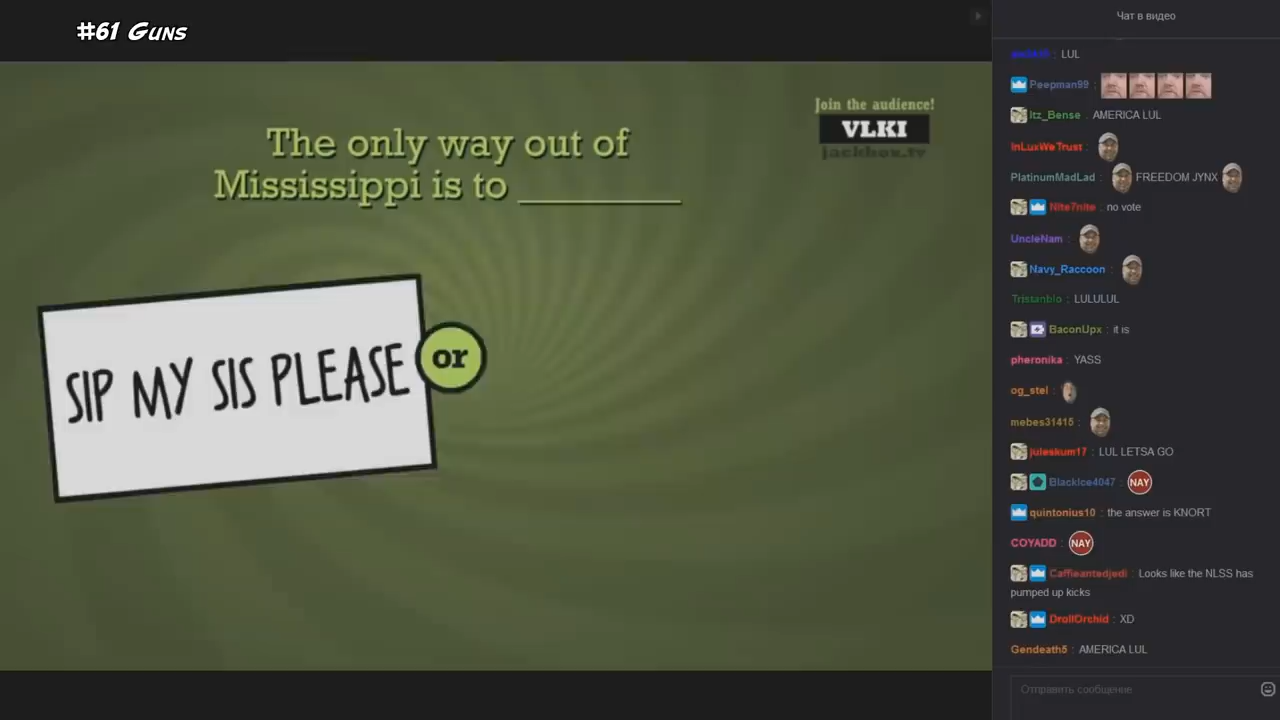 #61 Guns
The only way out of
Mississippi is to ________
Join the audience!
VLKI
jackbox.tv
SIP MY SIS PLEASE
or
Чат в видео
: LUL
Peepman99 :
Itz_Bense : AMERICA LUL
InLuxWeTrust :
PlatinumMadLad : FREEDOM JYNX
Nite7nite : no vote
UncleNam :
Navy_Raccoon :
Tristanblo : LULULUL
BaconUpx : it is
pheronika : YASS
og_stel :
mebes31415 :
juleskum17 : LUL LETSA GO
BlackIce4047 : NAY
quintonius10 : the answer is KNORT
COYADD : NAY
Caffieantedjedi : Looks like the NLSS has
pumped up kicks
DrollOrchid : XD
Gendeath5 : AMERICA LUL
Отправить сообщение